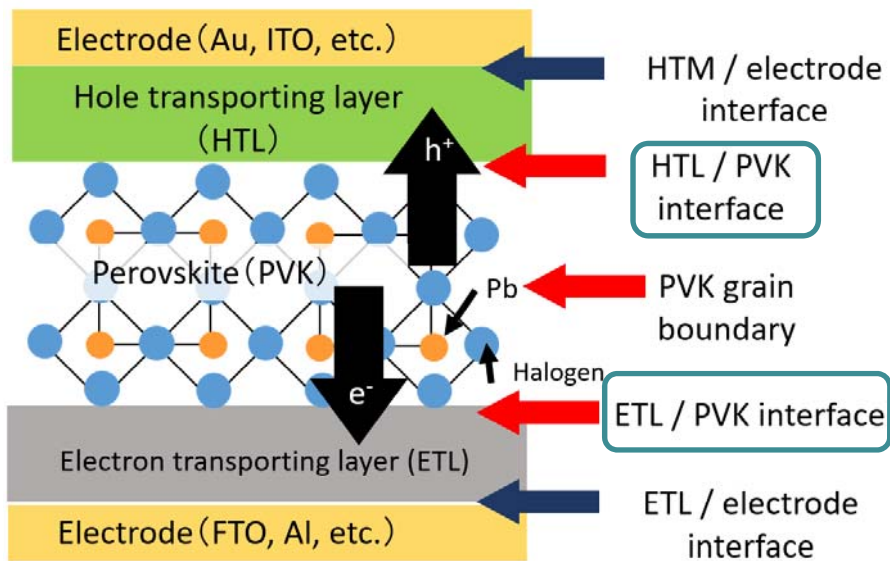 Electrode（Au, ITO, etc.）
HTM / electrode
interface
Hole transporting layer
(HTL）
h+
HTL / PVK
interface
Perovskite（PVK）
Pb
PVK grain
boundary
Halogen
e-
ETL / PVK interface
Electron transporting layer (ETL)
ETL / electrode
interface
Electrode（FTO, Al, etc.）